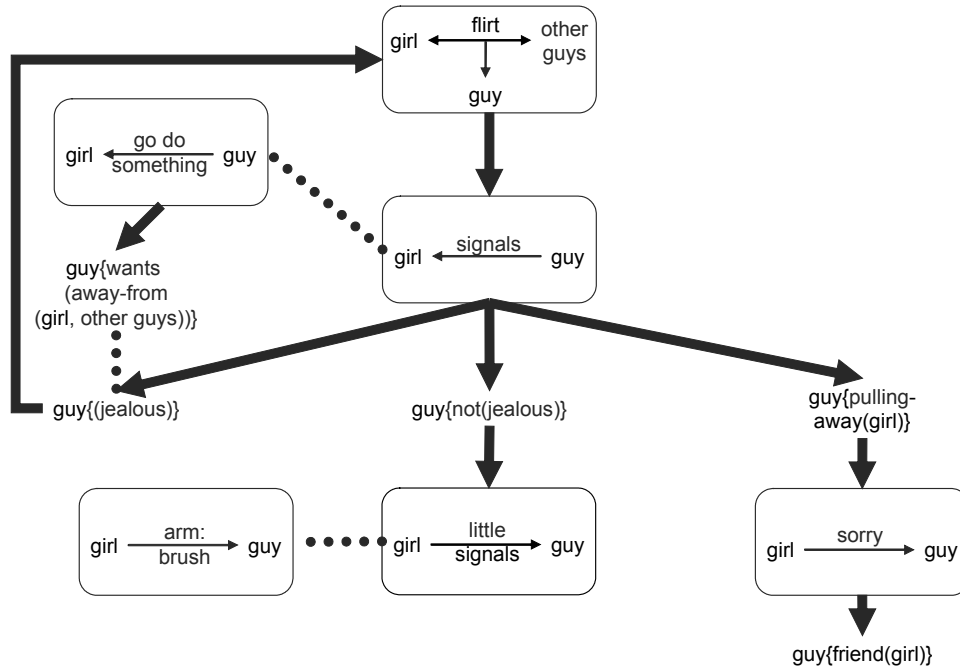 flirt
girl
other
guys
guy
go do
girl
guy
something
signals
girl
guy
guy{wants
(away-from
(girl, other guys))}
guy{(jealous)}
guy{not(jealous)}
guy{pulling-
away(girl)}
arm:
girl
guy
brush
little
girl
guy
signals
sorry
girl
guy
guy{friend(girl)}